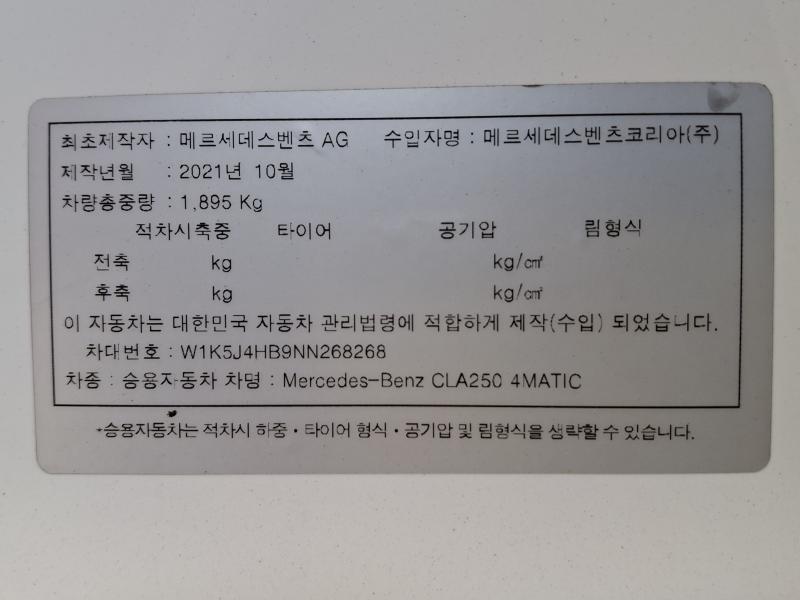 최초제작자 : 메르세데스벤츠 AG 수입자명 : 메르세데스벤츠코리아(주)
제작년월 : 2021년 10월
차량총중량 : 1,895 Kg
적차시축중 타이어 공기압 림형식
전축 kg kg/㎠
후축 kg kg/㎠
이 자동차는 대한민국 자동차 관리법령에 적합하게 제작(수입) 되었습니다.
차대번호 : W1K5J4HB9NN268268
차종 : 승용자동차 차명 : Mercedes-Benz CLA250 4MATIC
*승용자동차는 적차시 하중・타이어 형식・공기압 및 림형식을 생략할 수 있습니다.